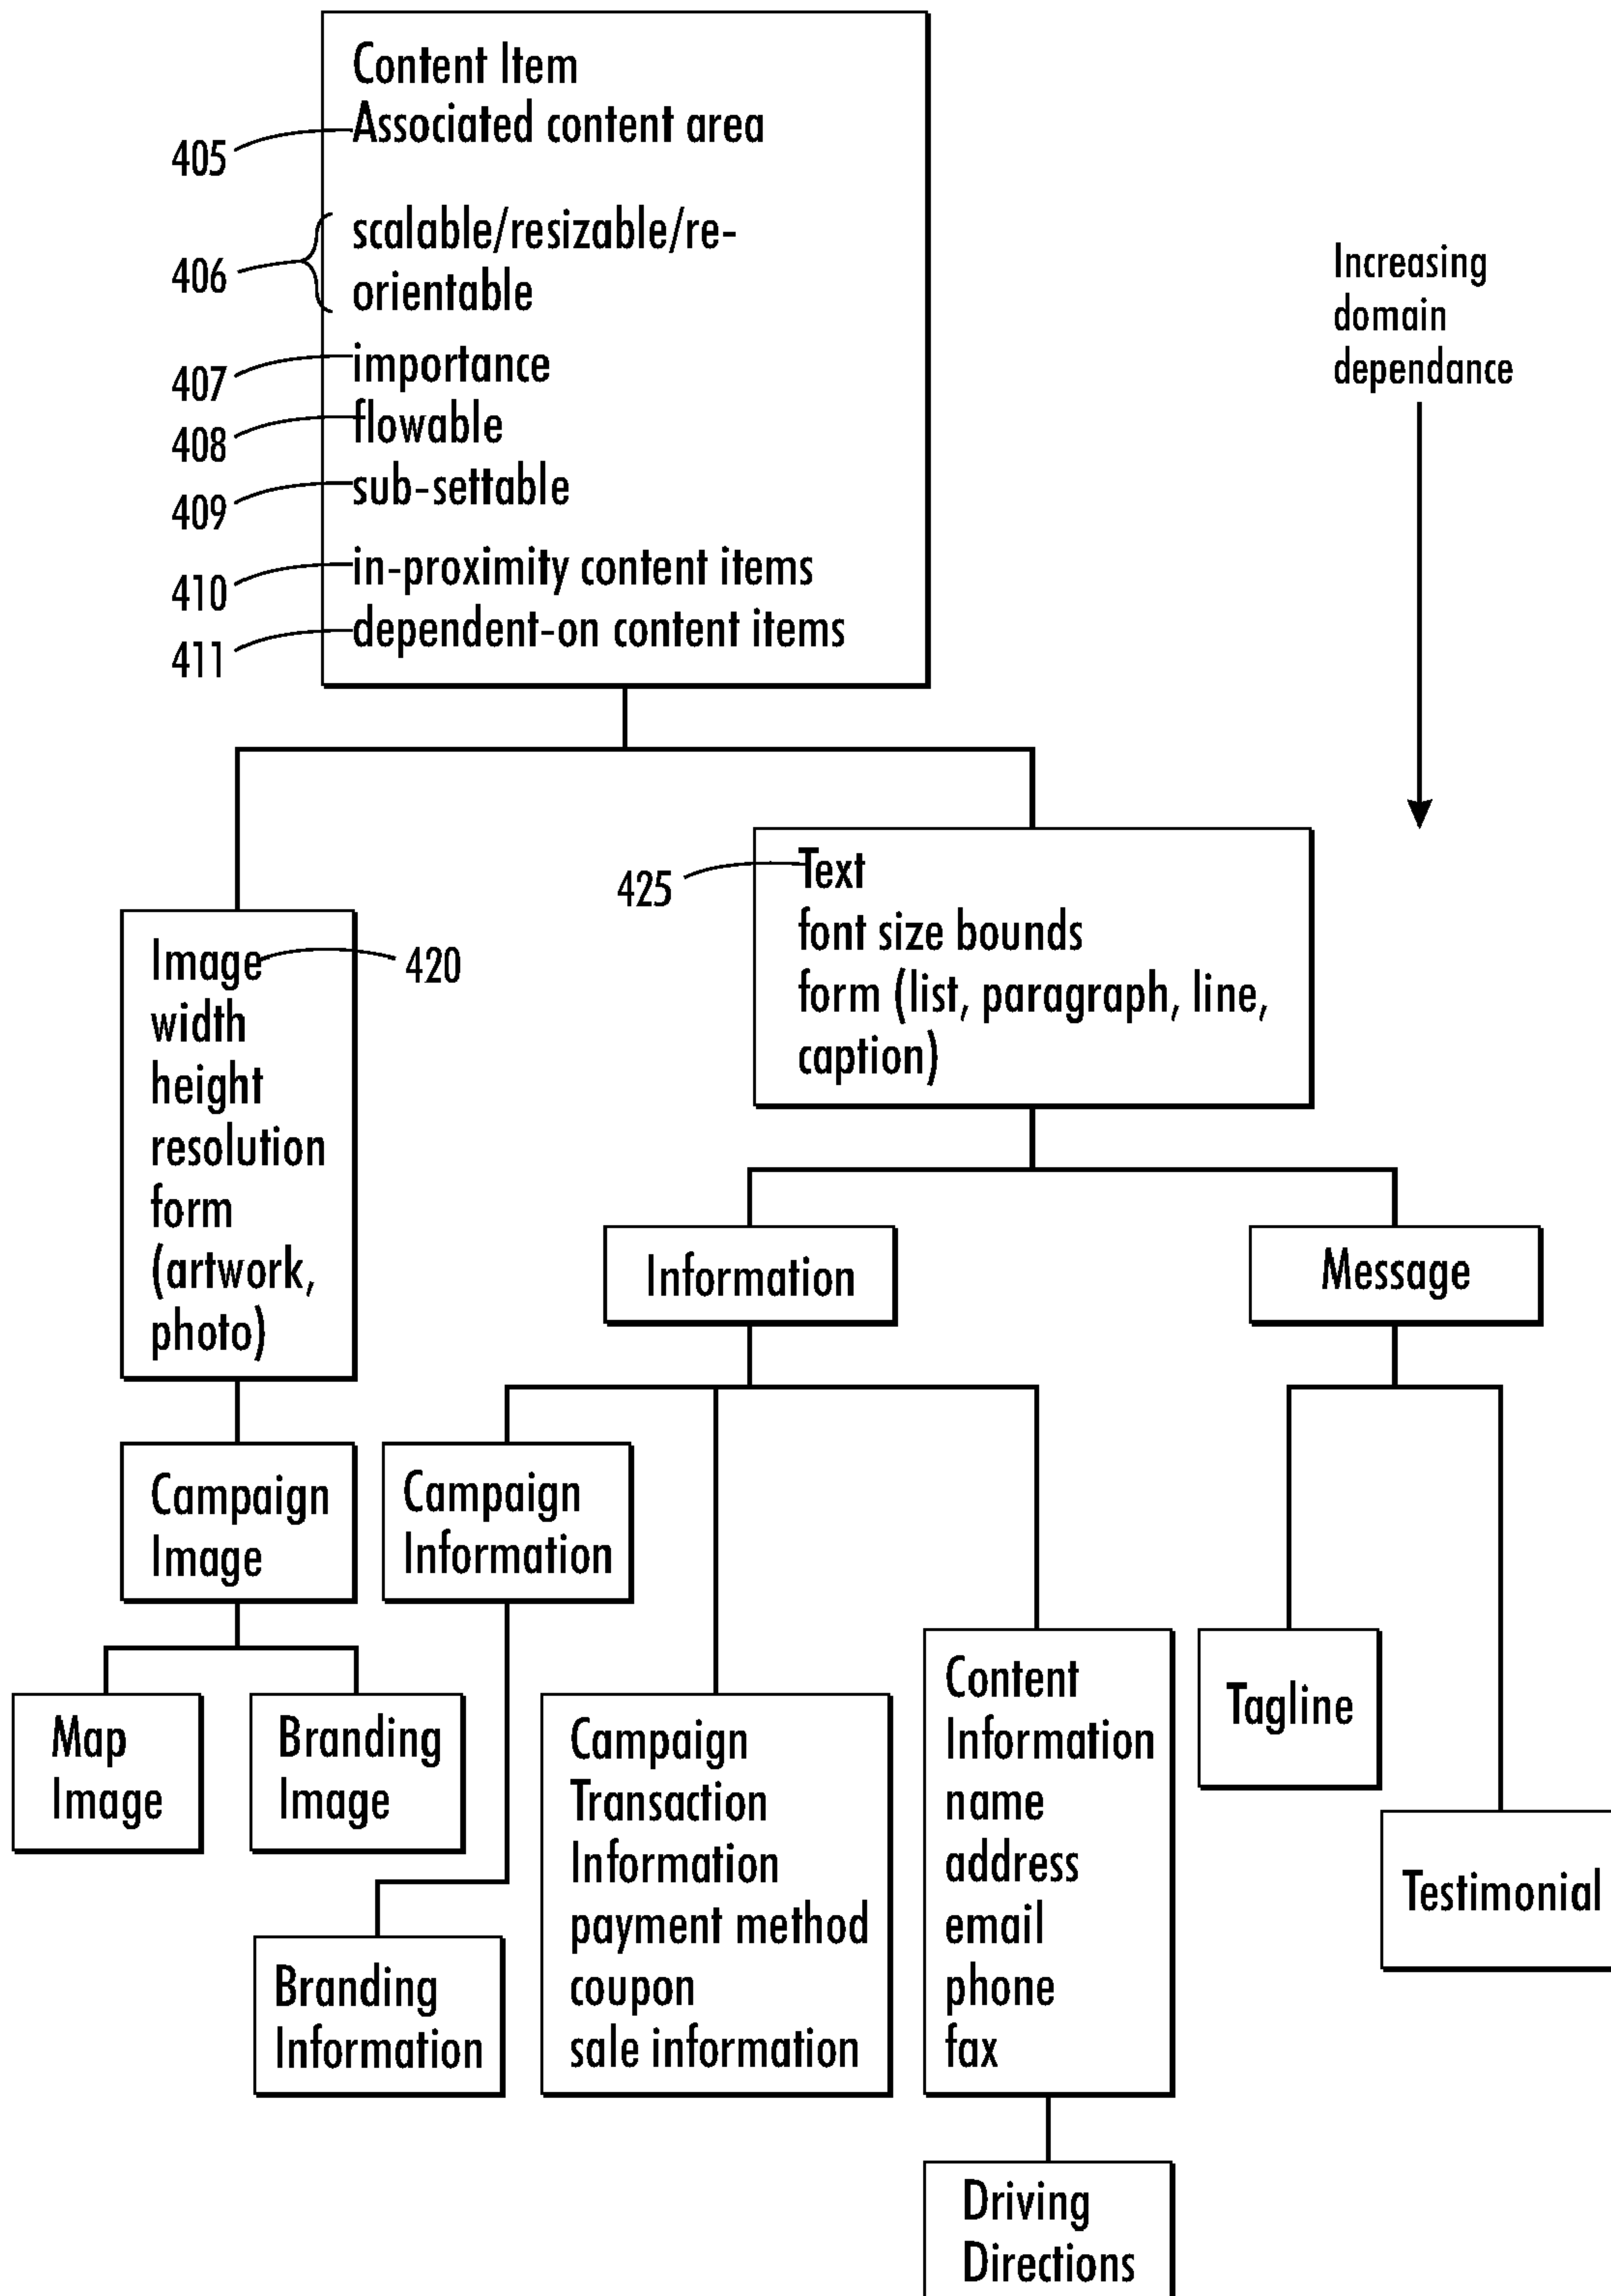 Content Item
Associated content area
405
scalable/resizable/re-
orientable
406
importance
407
flowable
408
sub-settable
409
in-proximity content items
410
dependent-on content items
411
Increasing
domain
dependance
Text
425
font size bounds
form (list, paragraph, line,
caption)
Image
420
width
height
resolution
form
(artwork,
photo)
Information
Message
Campaign
Image
Campaign
Information
Map
Image
Branding
Image
Branding
Information
Campaign
Transaction
Information
payment method
coupon
sale information
Content
Information
name
address
email
phone
fax
Tagline
Testimonial
Driving
Directions